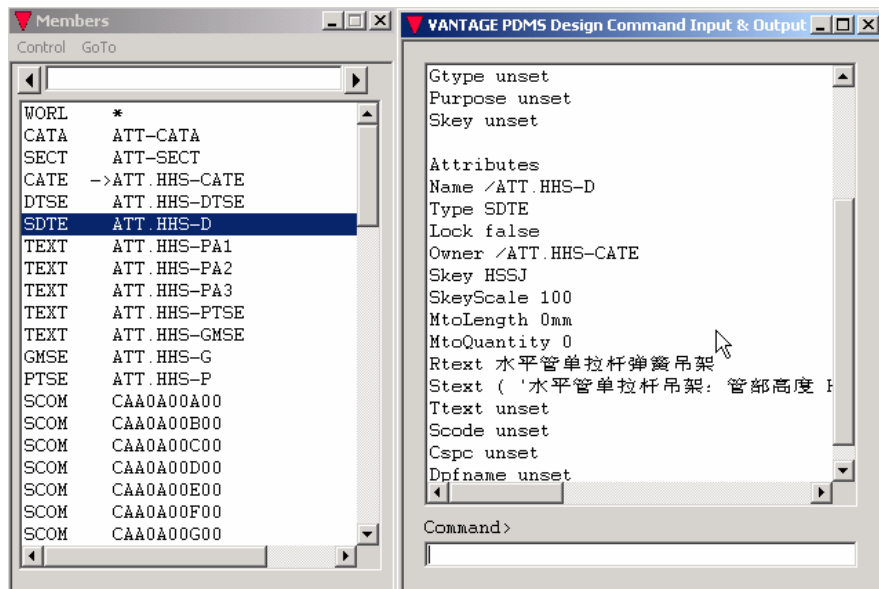 Members
Control GoTo
WORL *
CATA ATT-CATA
SECT ATT-SECT
CATE ->ATT.HHS-CATE
DTSE ATT.HHS-DTSE
SDTE ATT.HHS-D
TEXT ATT.HHS-PA1
TEXT ATT.HHS-PA2
TEXT ATT.HHS-PA3
TEXT ATT.HHS-PTSE
TEXT ATT.HHS-GMSE
GMSE ATT.HHS-G
PTSE ATT.HHS-P
SCOM CAA0A00A00
SCOM CAA0A00B00
SCOM CAA0A00C00
SCOM CAA0A00D00
SCOM CAA0A00E00
SCOM CAA0A00F00
SCOM CAA0A00G00
VANTAGE PDMS Design Command Input & Output
Gtype unset
Purpose unset
Skey unset
Attributes
Name /ATT.HHS-D
Type SDTE
Lock false
Owner /ATT.HHS-CATE
Skey HSSJ
SkeyScale 100
MtoLength 0mm
MtoQuantity 0
Rtext 水平管单拉杆弹簧吊架
Stext ( '水平管单拉杆吊架: 管部高度
Ttext unset
Scode unset
Cspc unset
Dpfname unset
Command>